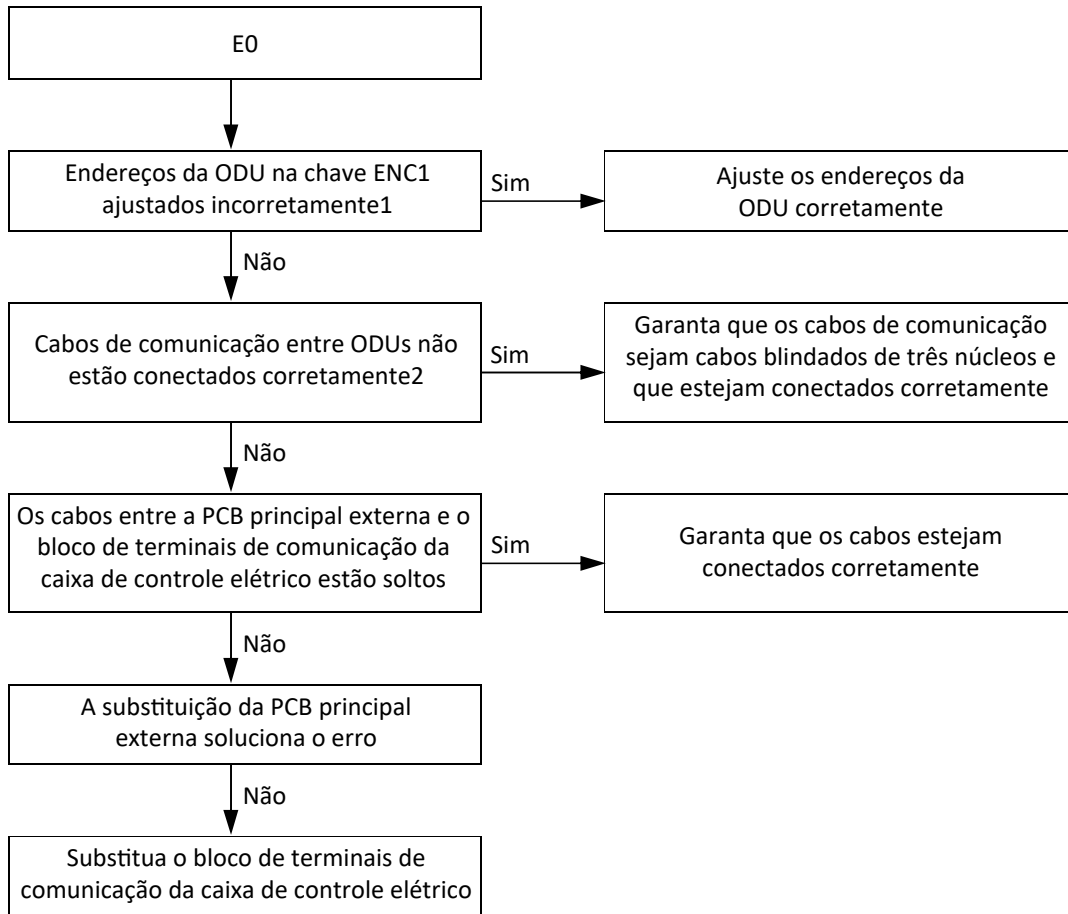 E0
Endereços da ODU na chave ENC1
ajustados incorretamente1
Sim
Ajuste os endereços da
ODU corretamente
Não
Cabos de comunicação entre ODUs não
estão conectados corretamente2
Sim
Garanta que os cabos de comunicação
sejam cabos blindados de três núcleos e
que estejam conectados corretamente
Não
Os cabos entre a PCB principal externa e o
bloco de terminais de comunicação da
caixa de controle elétrico estão soltos
Sim
Garanta que os cabos estejam
conectados corretamente
Não
A substituição da PCB principal
externa soluciona o erro
Não
Substitua o bloco de terminais de
comunicação da caixa de controle elétrico